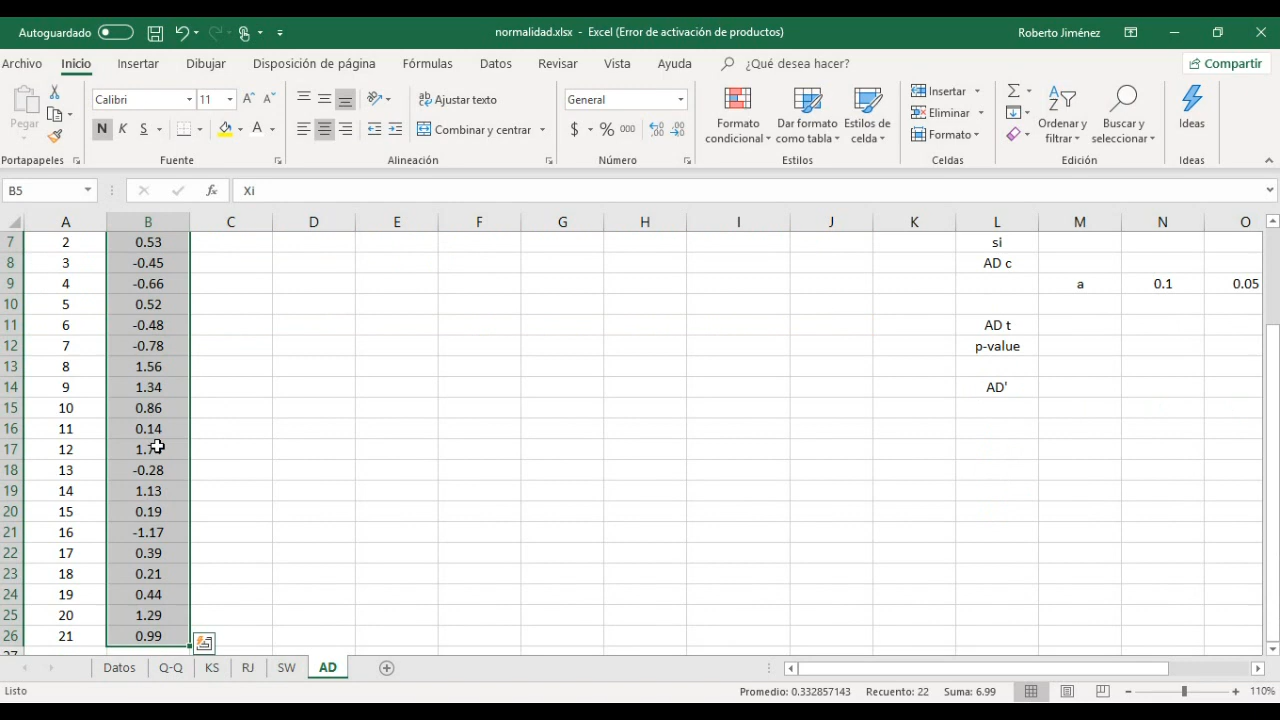 Autoguardado normalidad.xlsx - Excel (Error de activación de productos) Roberto Jiménez
Archivo Inicio Insertar Dibujar Disposición de página Fórmulas Datos Revisar Vista Ayuda ¿Qué desea hacer? Compartir
Pegar Calibri 11 Ajustar texto General Formato condicional Dar formato como tabla Estilos de celda Insertar Ordenar y filtrar Buscar y seleccionar Ideas
N K S A Combinar y centrar $ % 000 Eliminar
Formato
Portapapeles Fuente Alineación Número Estilos Celdas Edición Ideas
B5 fx Xi
A B C D E F G H I J K L M N O
7 2 0.53 si
8 3 -0.45 AD c
9 4 -0.66 a 0.1 0.05
10 5 0.52
11 6 -0.48 AD t
12 7 -0.78 p-value
13 8 1.56
14 9 1.34 AD'
15 10 0.86
16 11 0.14
17 12
18 13 -0.28
19 14 1.13
20 15 0.19
21 16 -1.17
22 17 0.39
23 18 0.21
24 19 0.44
25 20 1.29
26 21 0.99
Datos Q-Q KS RJ SW AD
Listo Promedio: 0.332857143 Recuento: 22 Suma: 6.99 110%